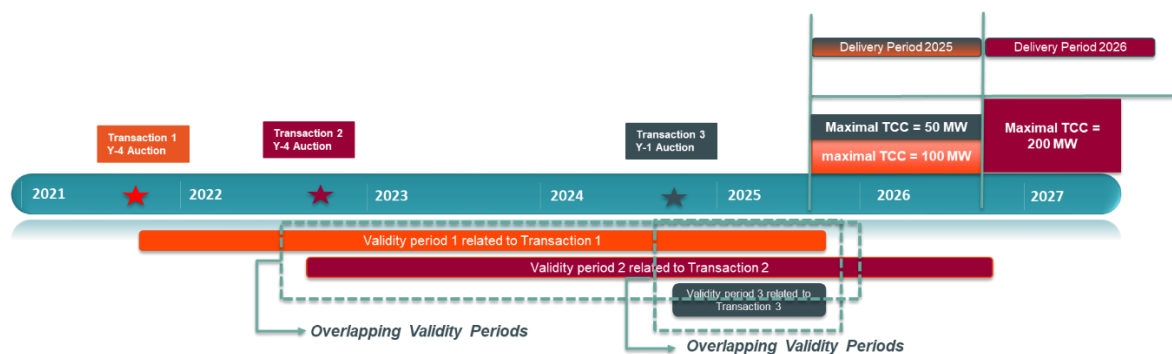 Delivery Period 2025
Delivery Period 2026
Transaction 1
Y-4 Auction
Transaction 2
Y-4 Auction
Transaction 3
Y-1 Auction
Maximal TCC = 50 MW
maximal TCC = 100 MW
Maximal TCC =
200 MW
2021
2022
2023
2024
2025
2026
2027
Validity period 1 related to Transaction 1
Validity period 2 related to Transaction 2
Validity period 3 related to
Transaction 3
Overlapping Validity Periods
Overlapping Validity Periods